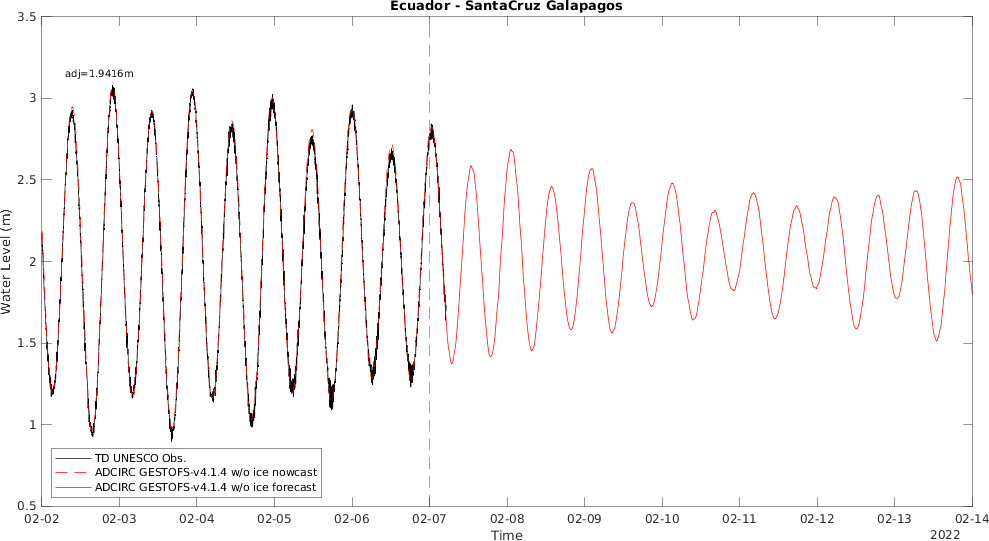 Ecuador - SantaCruz Galapagos
3.5
adj=1.9416m
3
2.5
2
1.5
1
0.5
Water Level (m)
TD UNESCO Obs.
ADCIRC GESTOFS-v4.1.4 w/o ice nowcast
ADCIRC GESTOFS-v4.1.4 w/o ice forecast
02-02 02-03 02-04 02-05 02-06 02-07 02-08 02-09 02-10 02-11 02-12 02-13 02-14
Time
2022